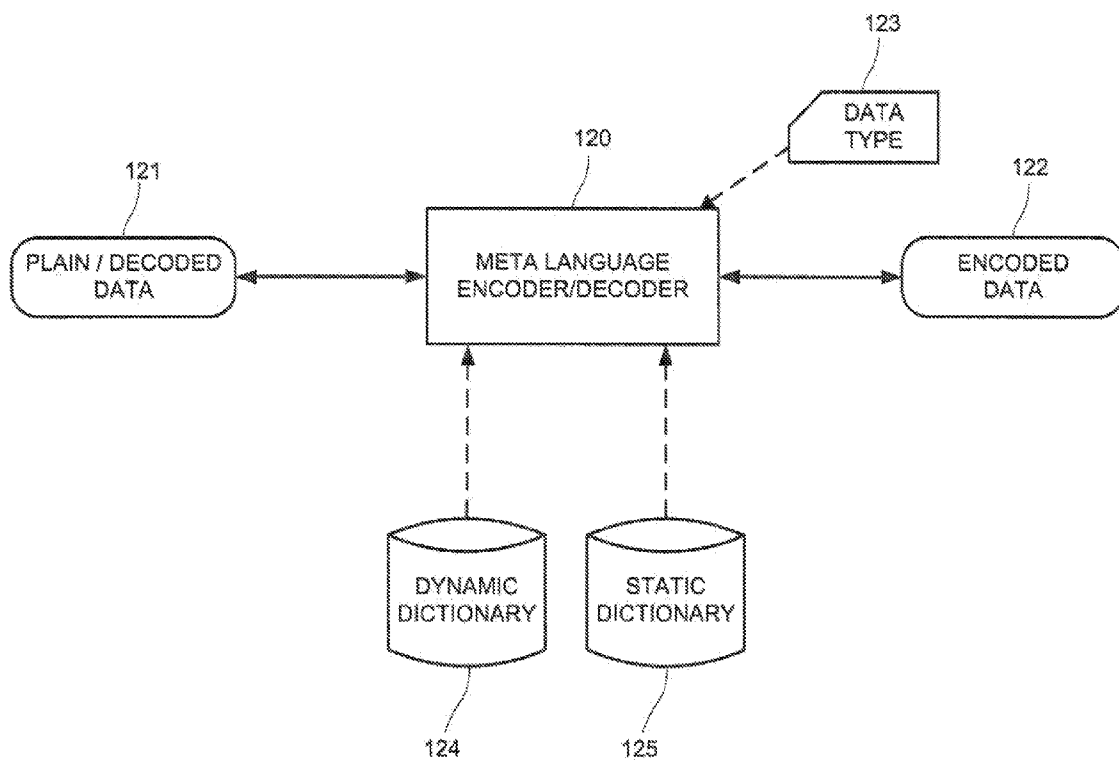 123
DATA
TYPE
120
121
122
PLAIN / DECODED
DATA
META LANGUAGE
ENCODER/DECODER
ENCODED
DATA
DYNAMIC
DICTIONARY
STATIC
DICTIONARY
124
125